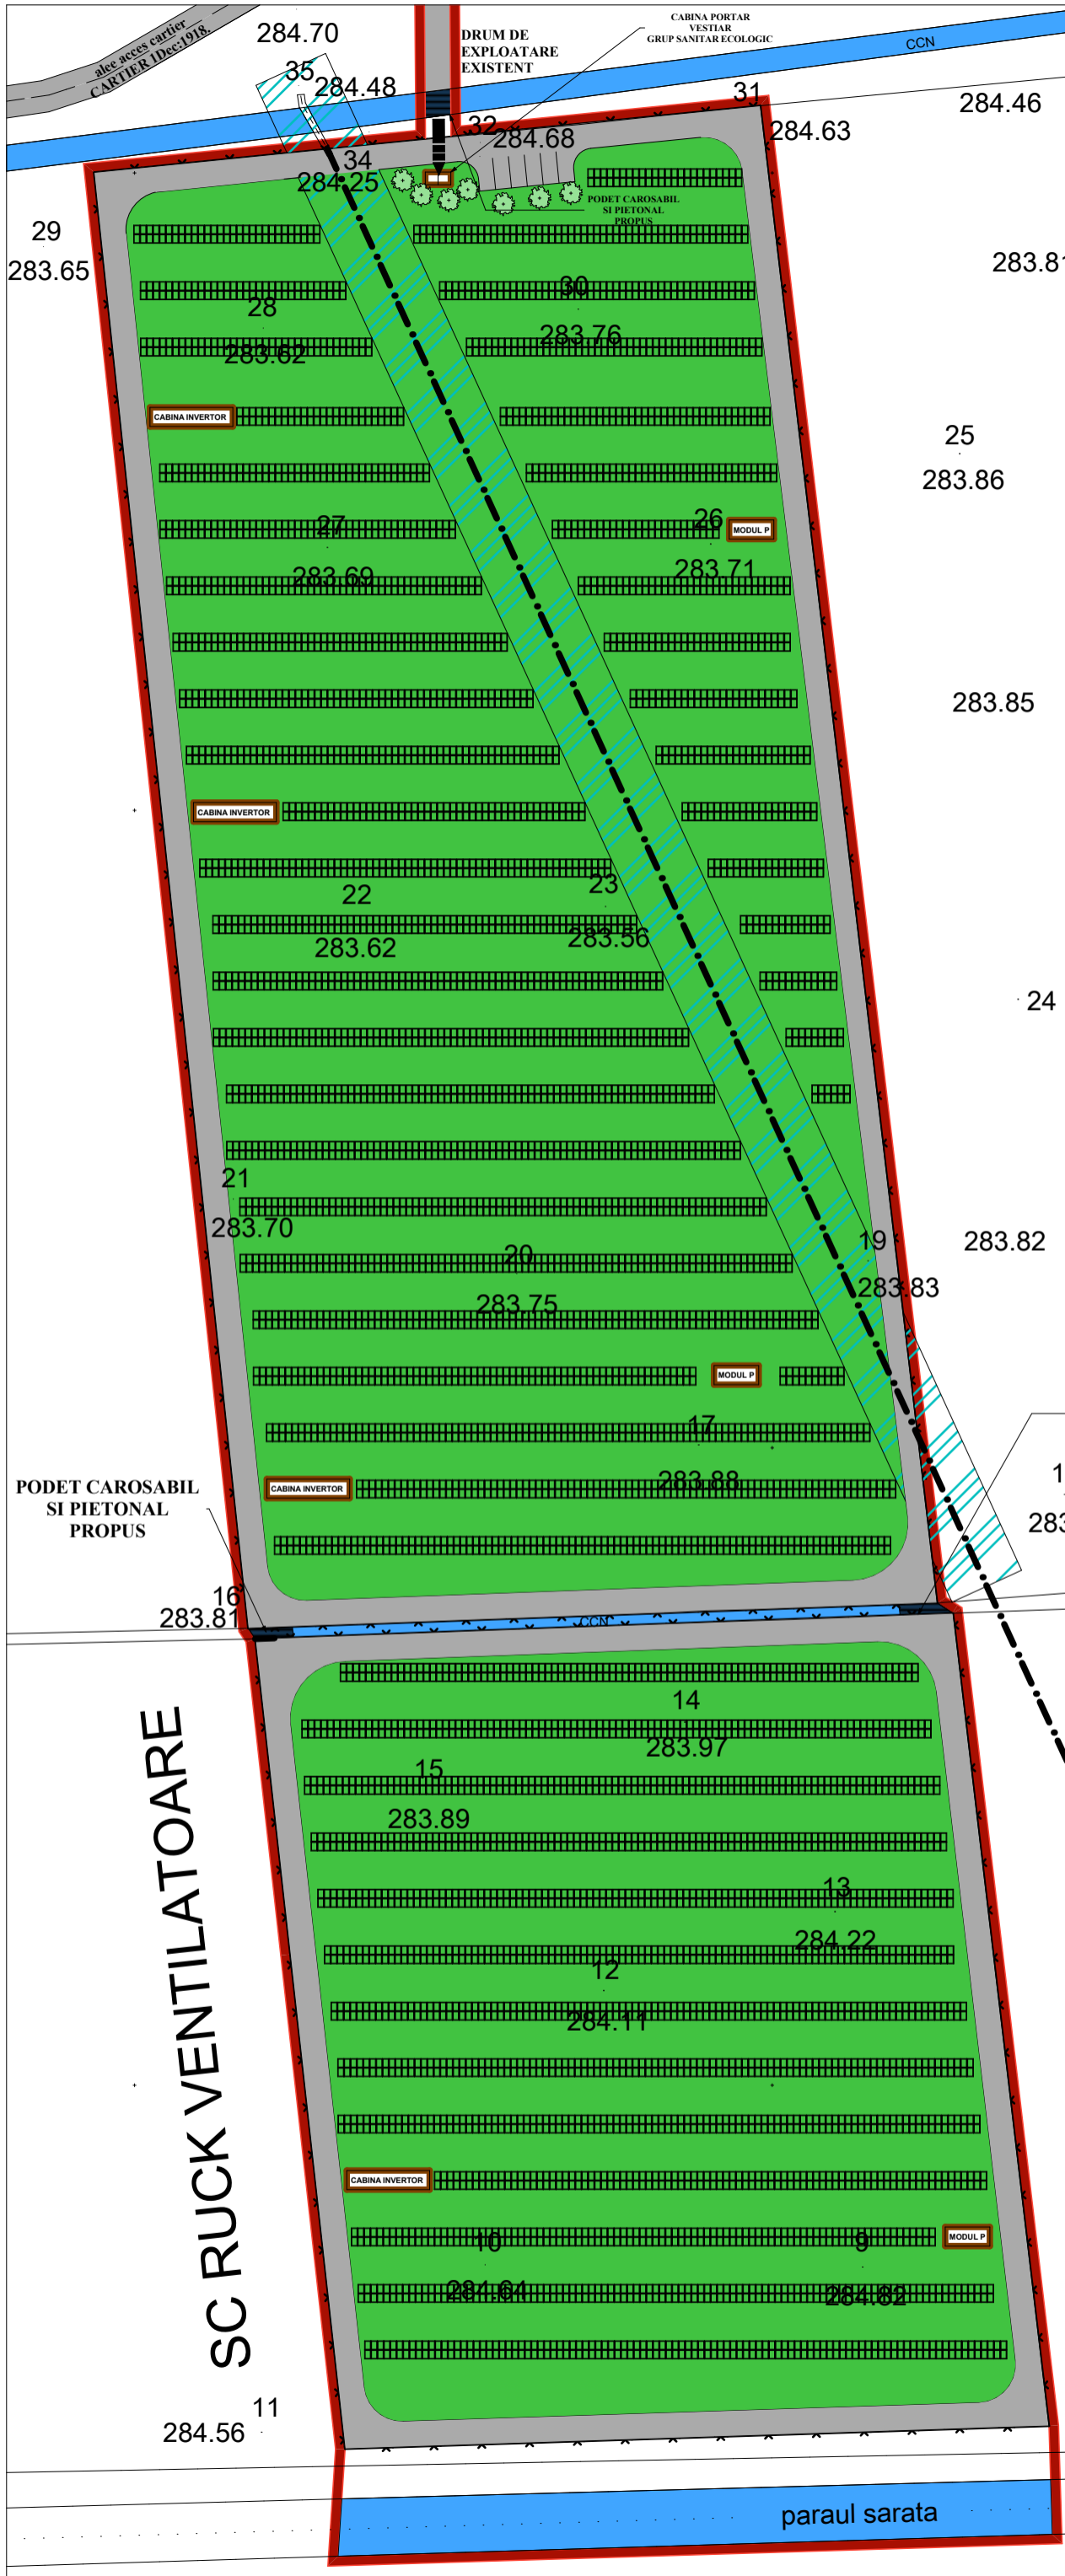 284.70
DRUM DE
EXPLOATARE
EXISTENT
CABINA PORTAR
VESTIAR
GRUP SANITAR ECOLOGIC
CCN
alee acces cartier
CARTIER 1Dec.1918.
35
284.48
31
284.46
32
284.68
284.63
34
284.25
PODET CAROSABIL
SI PIETONAL
PROPUS
29
283.65
283.81
28
283.62
30
283.76
CABINA INVERTOR
25
283.86
27
283.69
26
MODUL P
283.71
283.85
CABINA INVERTOR
22
283.62
23
283.56
24
21
283.70
20
283.75
19
283.83
283.82
MODUL P
17
283.88
CABINA INVERTOR
PODET CAROSABIL
SI PIETONAL
PROPUS
1
283
16
283.81
CCN
14
283.97
15
283.89
13
284.22
12
284.11
SC RUCK VENTILATOARE
CABINA INVERTOR
MODUL P
10
284.64
9
284.82
11
284.56
paraul sarata